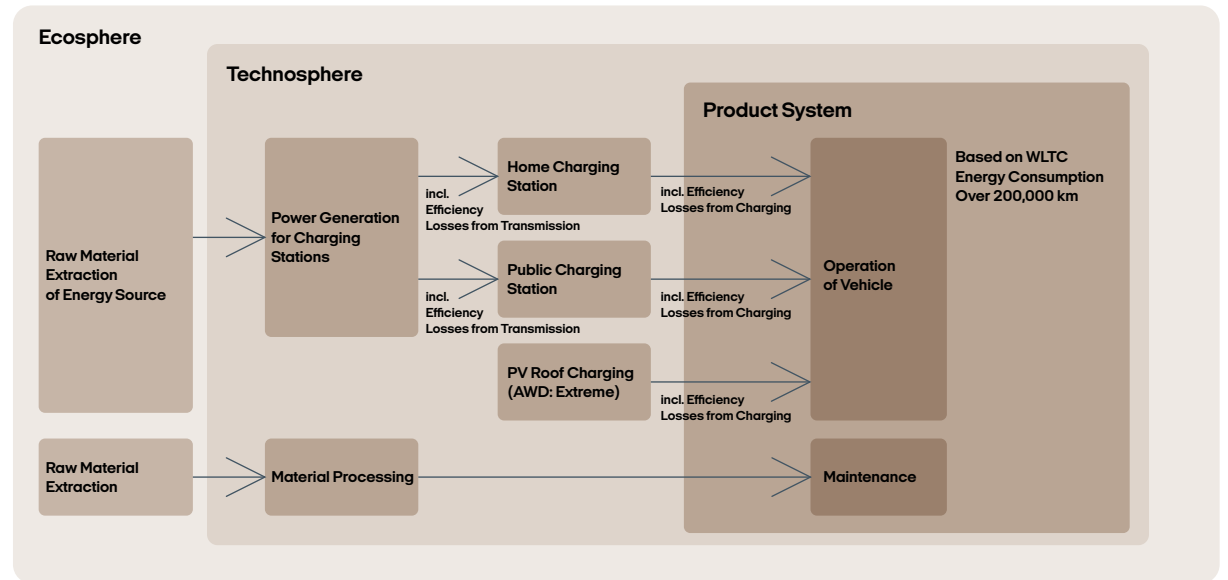 Ecosphere
Technosphere
Product System
Raw Material
Extraction
of Energy Source
Power Generation
for Charging
Stations
incl.
Efficiency
Losses from Transmission
Home Charging
Station
incl. Efficiency
Losses from Charging
incl.
Efficiency
Losses from Transmission
Public Charging
Station
incl. Efficiency
Losses from Charging
PV Roof Charging
(AWD: Extreme)
incl. Efficiency
Losses from Charging
Operation
of Vehicle
Based on WLTC
Energy Consumption
Over 200,000 km
Raw Material
Extraction
Material Processing
Maintenance